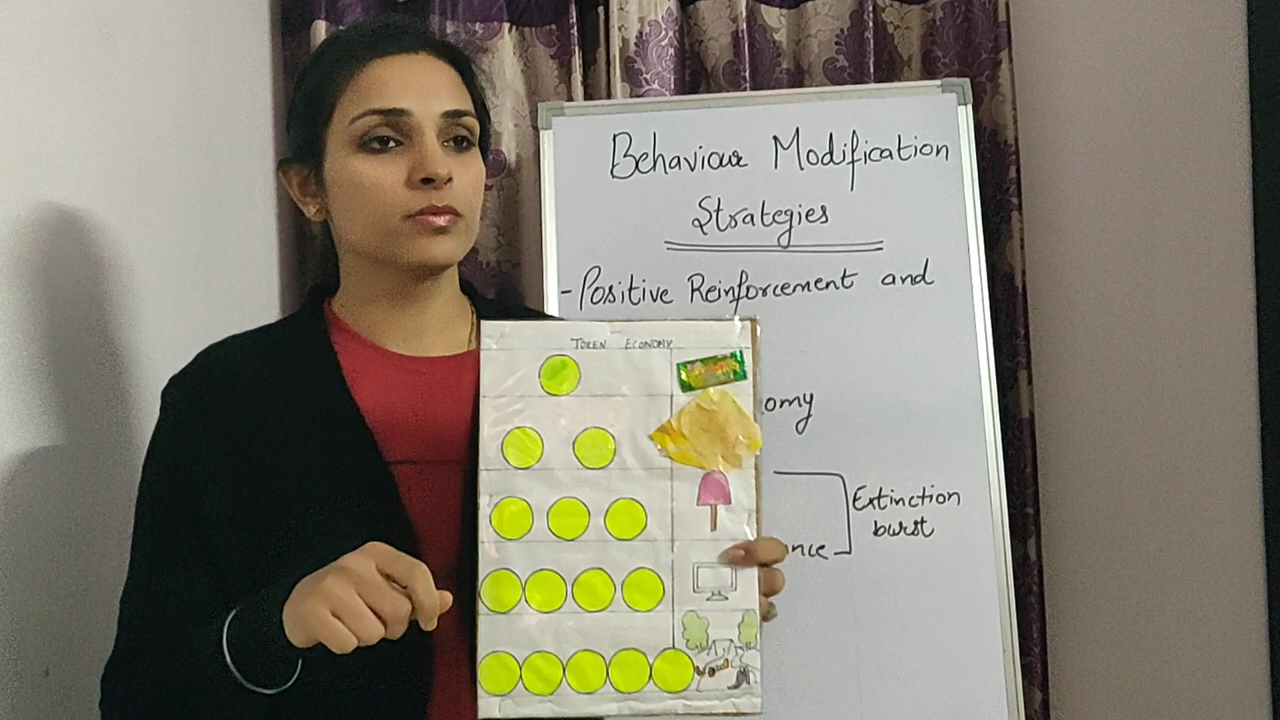 Behaviour Modification
Strategies
- Positive Reinforcement and
TOKEN ECONOMY
omy
Extinction
burst
nce